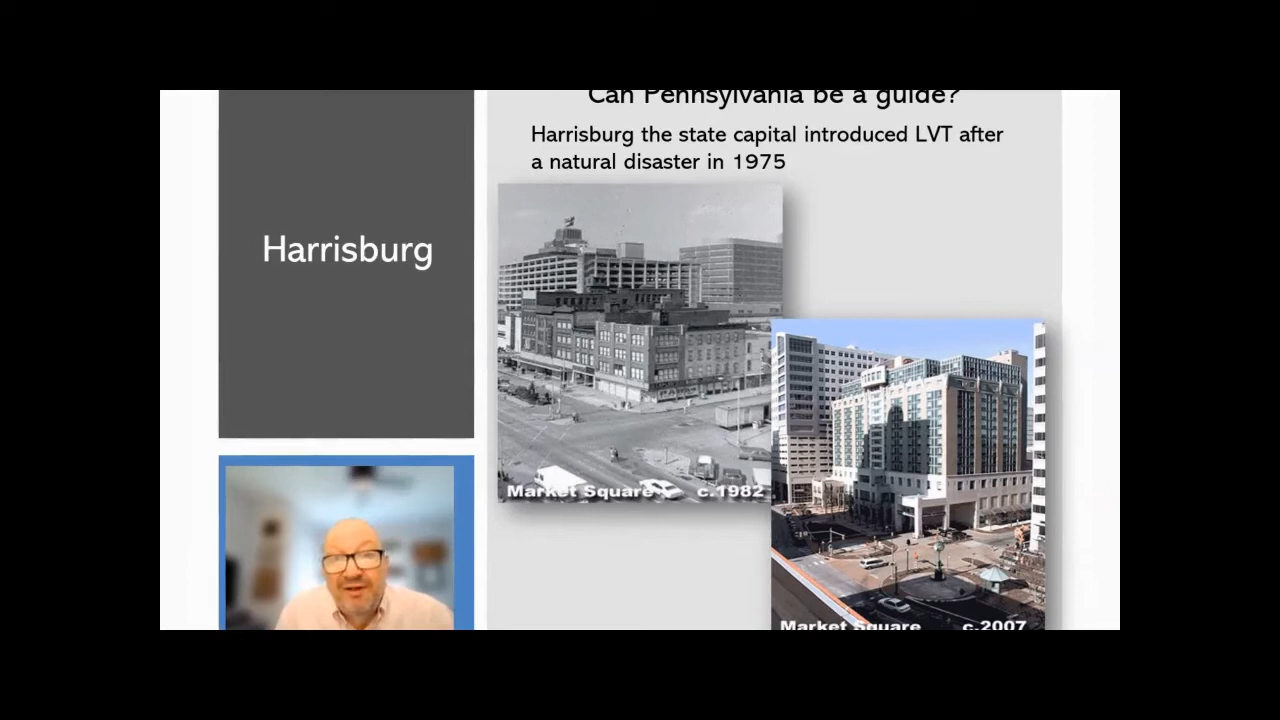 Can Pennsylvania be a guide?
Harrisburg the state capital introduced LVT after
a natural disaster in 1975
Harrisburg
Market Square c.1982
Market Square c.2007